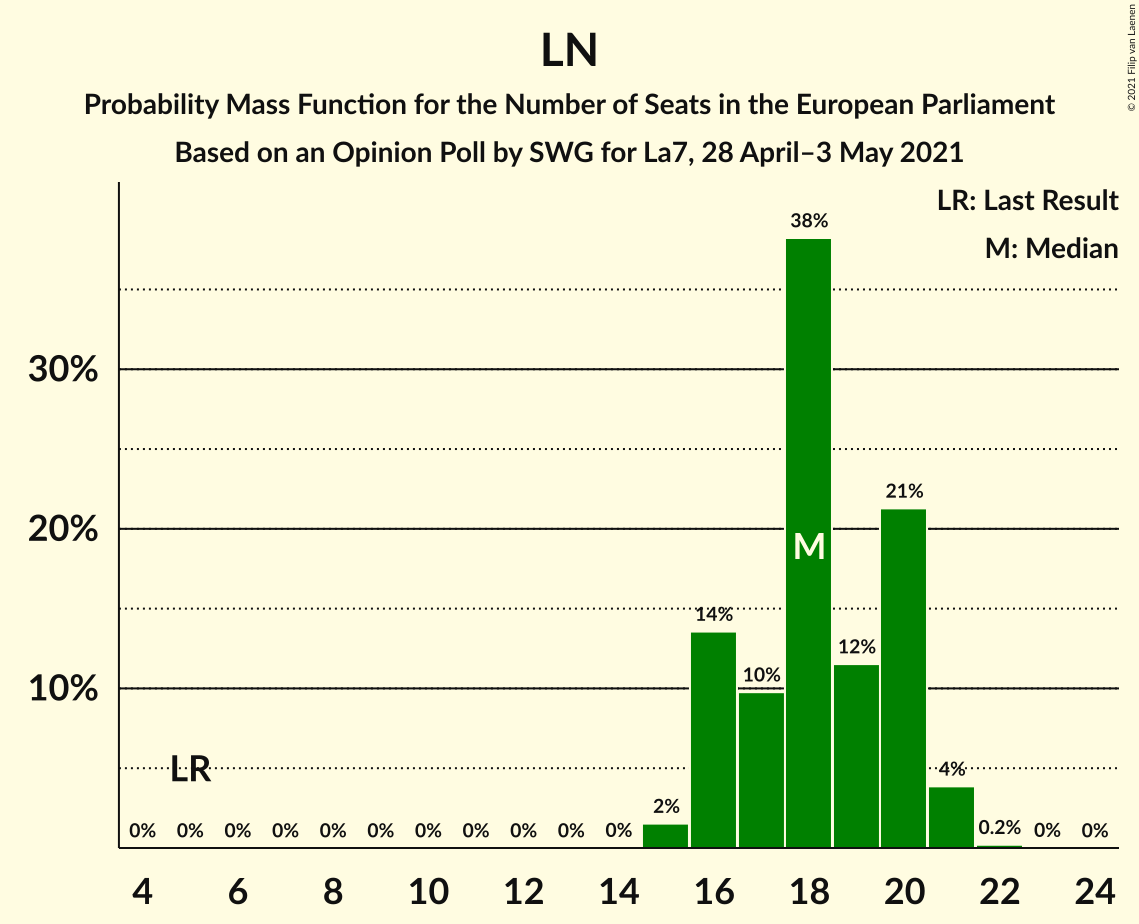 LN
Probability Mass Function for the Number of Seats in the European Parliament
Based on an Opinion Poll by SWG for La7, 28 April–3 May 2021
© 2021 Filip van Laenen
LR: Last Result
M: Median
38%
30%
21%
20%
M
14%
12%
10%
10%
LR
4%
2%
0% 0% 0% 0% 0% 0% 0% 0% 0% 0% 0% 0.2% 0% 0%
4 6 8 10 12 14 16 18 20 22 24